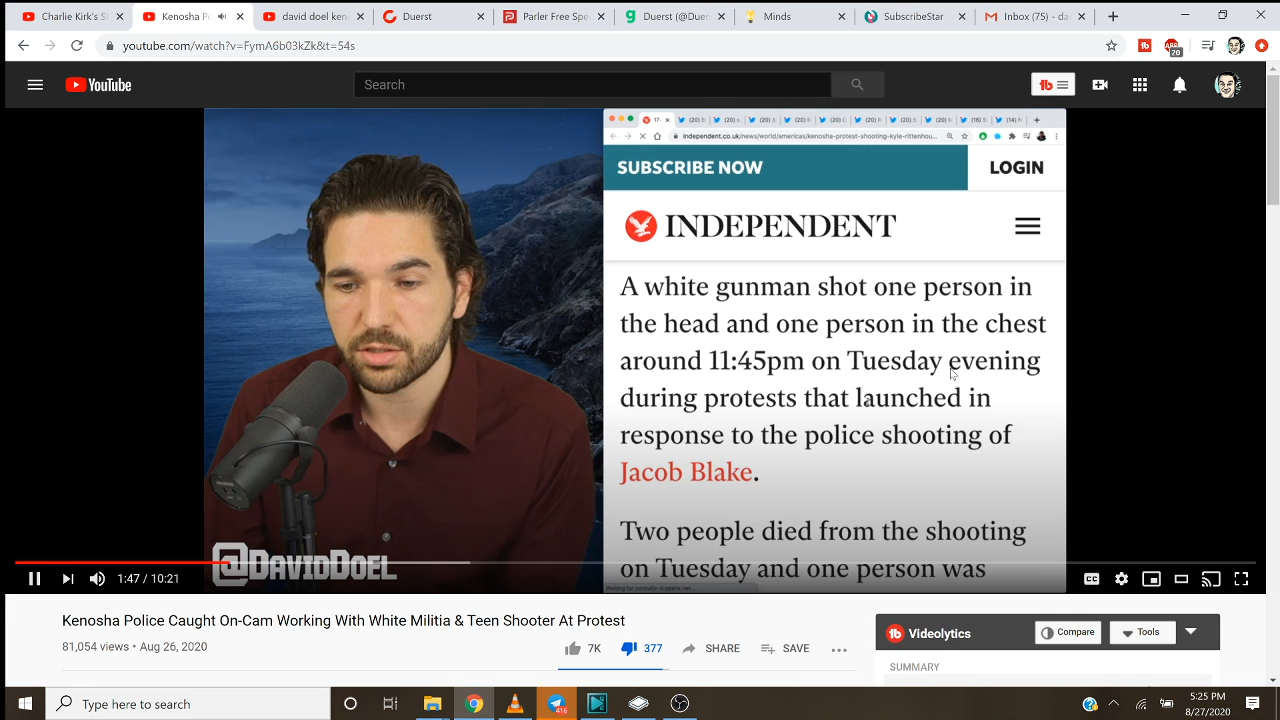 Charlie Kirk's S
Kenosha P
david doel ken
Duerst
Parler Free Spe
Duerst (@Duer
Minds
SubscribeStar
Inbox (75) - da
youtube.com/watch?v=FymA6b03kZk&t=54s
20
YouTube
Search
independent.co.uk/news/world/americas/kenosha-protest-shooting-kyle-rittenhou...
SUBSCRIBE NOW
LOGIN
INDEPENDENT
A white gunman shot one person in
the head and one person in the chest
around 11:45pm on Tuesday evening
during protests that launched in
response to the police shooting of
Jacob Blake.
Two people died from the shooting
on Tuesday and one person was
@DAVIDDOEL
1:47 / 10:21
CC
Kenosha Police Caught On-Cam Working With White Militia & Teen Shooter At Protest
81,054 views • Aug 26, 2020
7K
377
SHARE
SAVE
Videolytics
Compare
Tools
SUMMARY
Type here to search
416
5:25 PM
8/27/2020